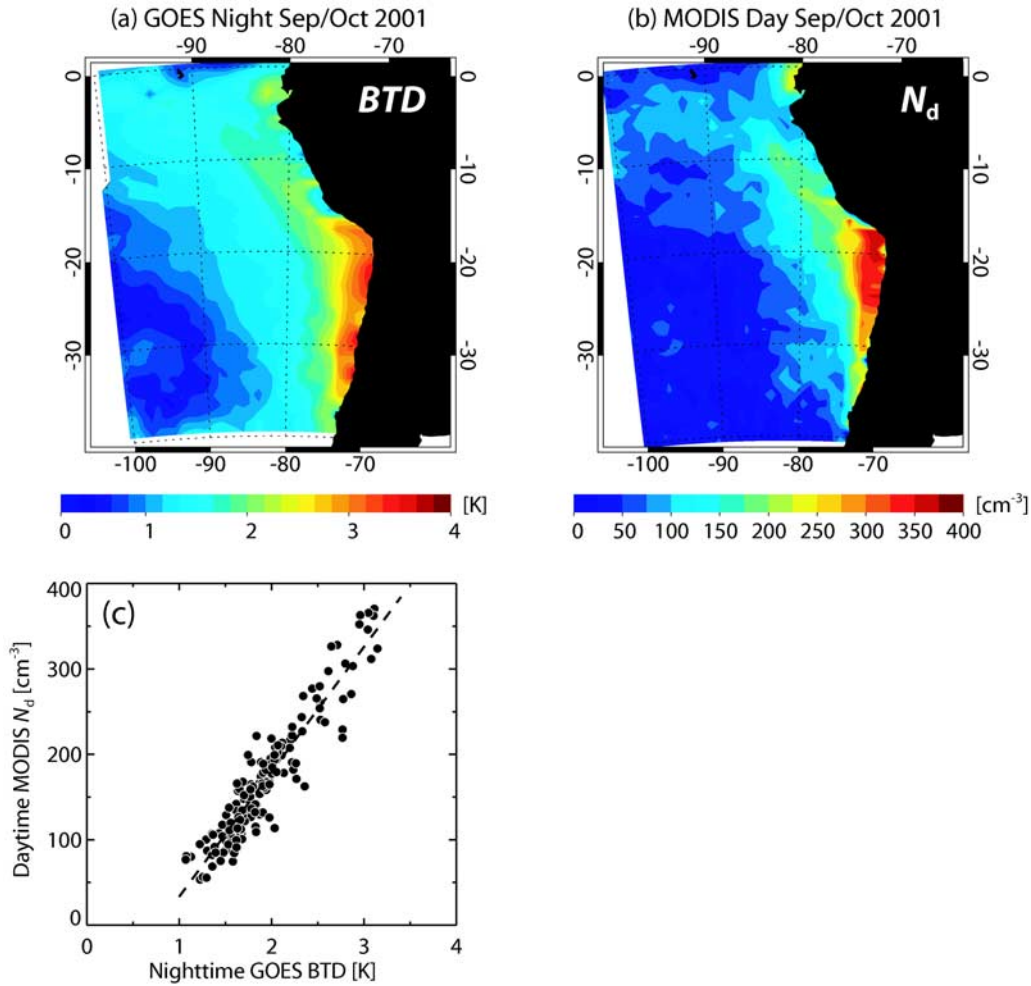 (a) GOES Night Sep/Oct 2001
-90 -80 -70
0
-10
-20
-30
BTD
0
-10
-20
-30
-100 -90 -80 -70
0 1 2 3 4 [K]
(b) MODIS Day Sep/Oct 2001
-90 -80 -70
0
-10
-20
-30
Nd
0
-10
-20
-30
-100 -90 -80 -70
0 50 100 150 200 250 300 350 400 [cm-3]
(c)
Daytime MODIS Nd [cm-3]
400
300
200
100
0
0 1 2 3 4
Nighttime GOES BTD [K]